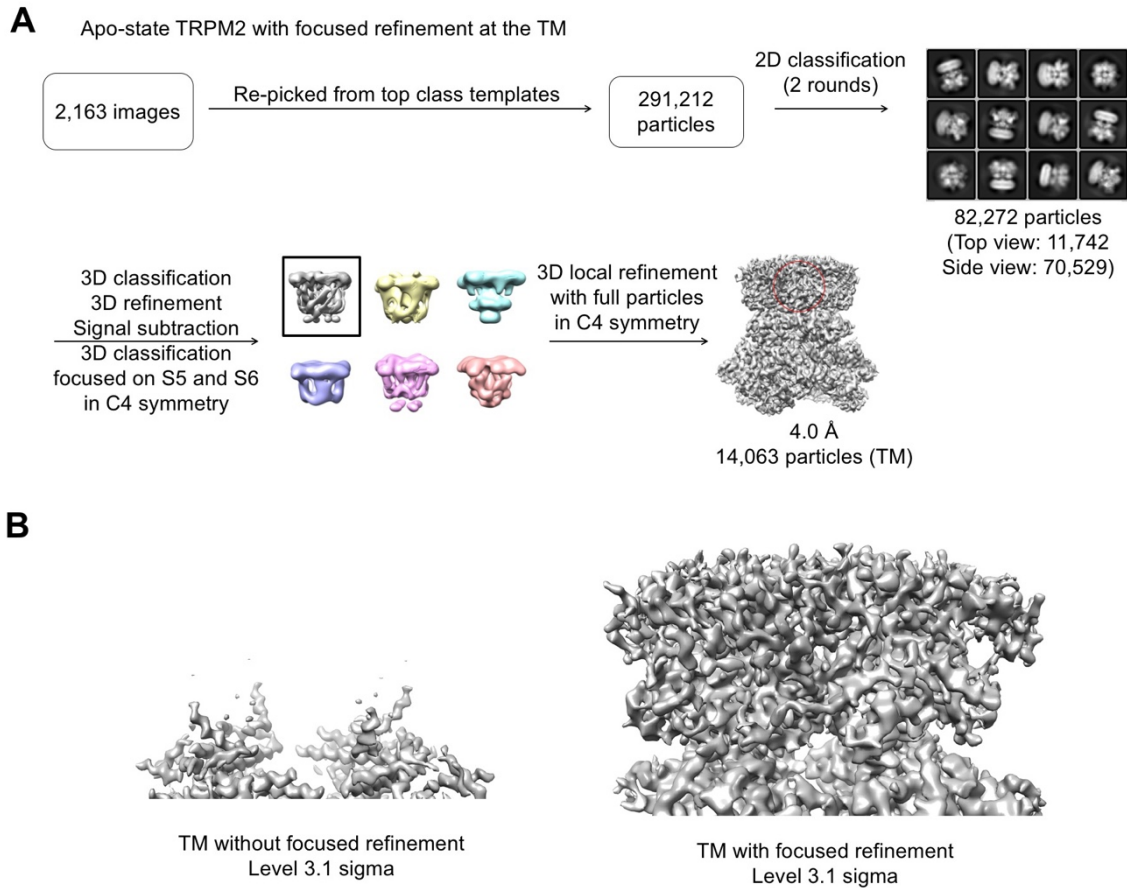 A
Apo-state TRPM2 with focused refinement at the TM
2,163 images
Re-picked from top class templates
291,212
particles
2D classification
(2 rounds)
82,272 particles
(Top view: 11,742
Side view: 70,529)
3D classification
3D refinement
Signal subtraction
3D classification
focused on S5 and S6
in C4 symmetry
3D local refinement
with full particles
in C4 symmetry
4.0 Å
14,063 particles (TM)
B
TM without focused refinement
Level 3.1 sigma
TM with focused refinement
Level 3.1 sigma